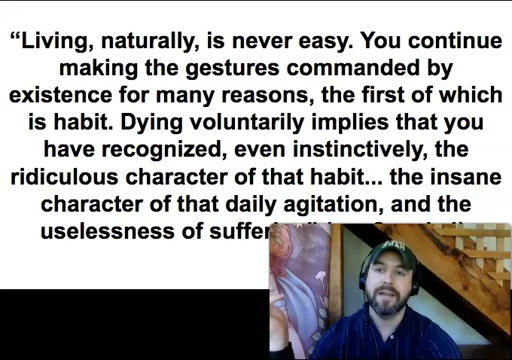 “Living, naturally, is never easy. You continue
making the gestures commanded by
existence for many reasons, the first of which
is habit. Dying voluntarily implies that you
have recognized, even instinctively, the
ridiculous character of that habit... the insane
character of that daily agitation, and the
uselessness of